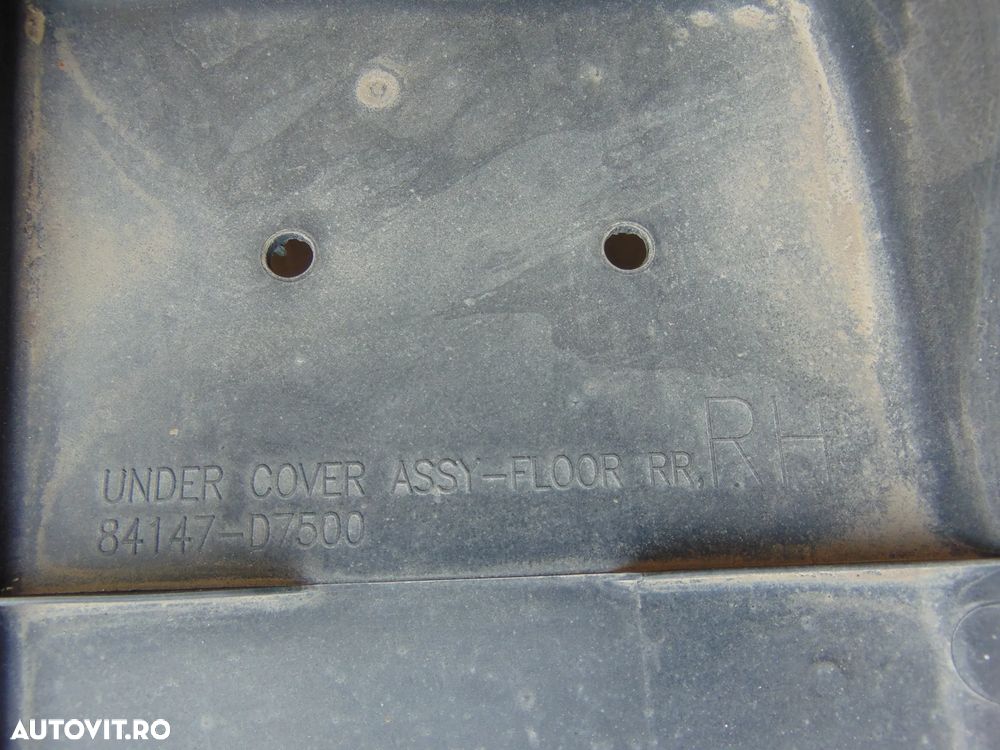 UNDER COVER ASSY-FLOOR RR, RH
84147-D7500
AUTOVIT.RO